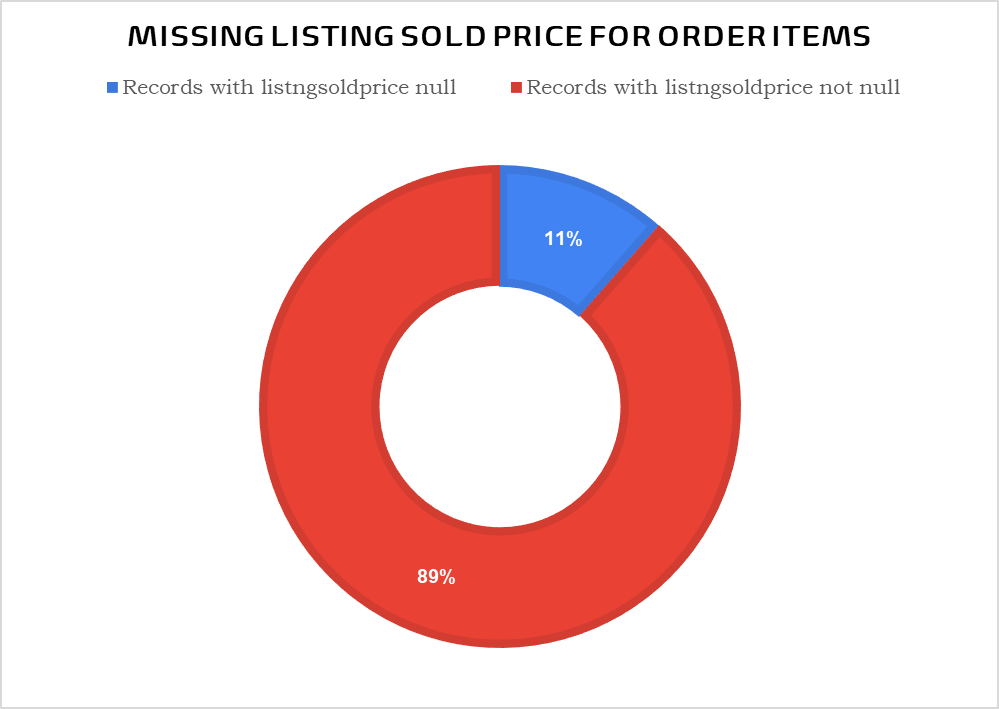 MISSING LISTING SOLD PRICE FOR ORDER ITEMS
Records with listngsoldprice null Records with listngsoldprice not null
11%
89%